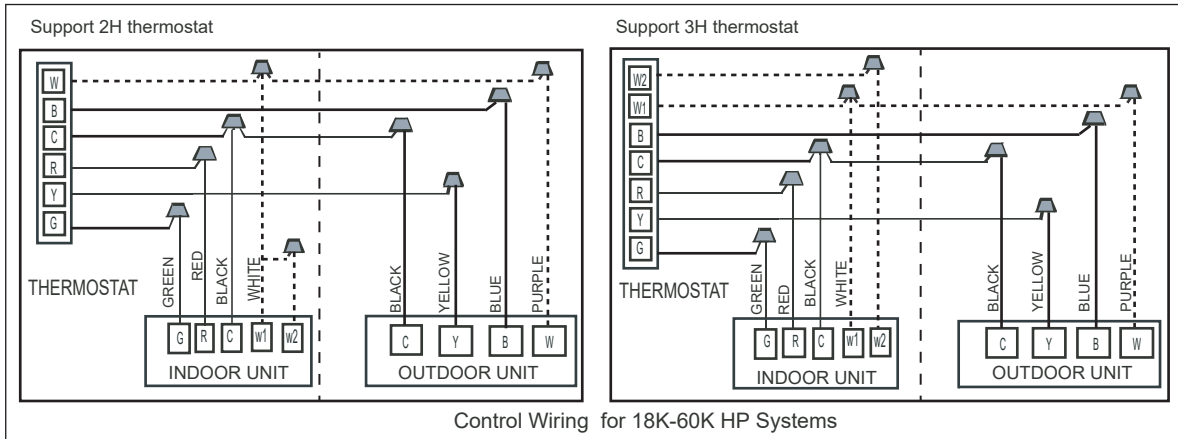 Support 2H thermostat
W
B
C
R
Y
G
THERMOSTAT
GREEN
RED
BLACK
WHITE
BLACK
YELLOW
BLUE
PURPLE
G R C w1 w2
INDOOR UNIT
C Y B W
OUTDOOR UNIT
Support 3H thermostat
W2
W1
B
C
R
Y
G
THERMOSTAT
GREEN
RED
BLACK
WHITE
BLACK
YELLOW
BLUE
PURPLE
G R C w1 w2
INDOOR UNIT
C Y B W
OUTDOOR UNIT
Control Wiring for 18K-60K HP Systems